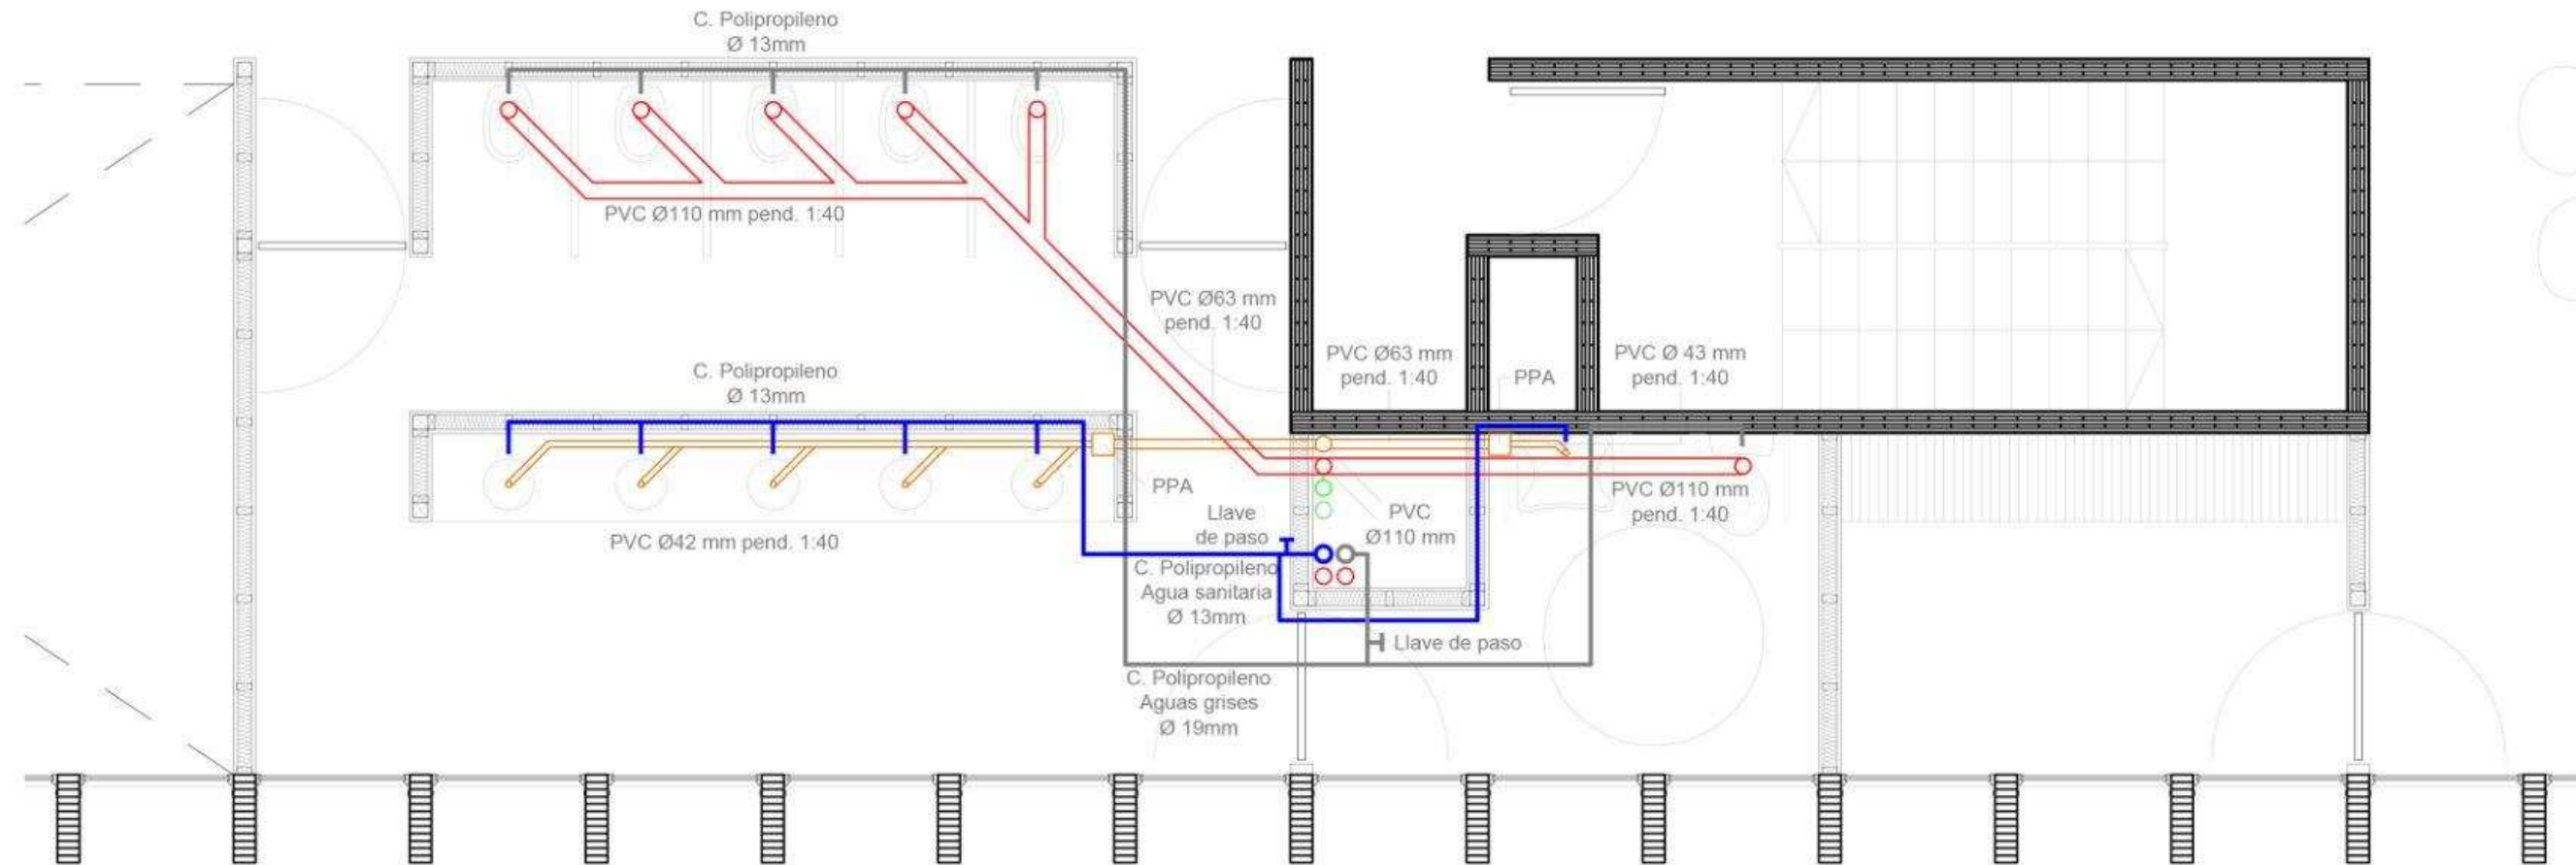 C. Polipropileno
Ø 13mm
PVC Ø110 mm pend. 1:40
PVC Ø63 mm
pend. 1:40
PVC Ø63 mm
pend. 1:40
PPA
PVC Ø 43 mm
pend. 1:40
C. Polipropileno
Ø 13mm
PPA
PVC Ø110 mm
pend. 1:40
PVC
Ø110 mm
Llave
de paso
PVC Ø42 mm pend. 1:40
C. Polipropileno
Agua sanitaria
Ø 13mm
Llave de paso
C. Polipropileno
Aguas grises
Ø 19mm